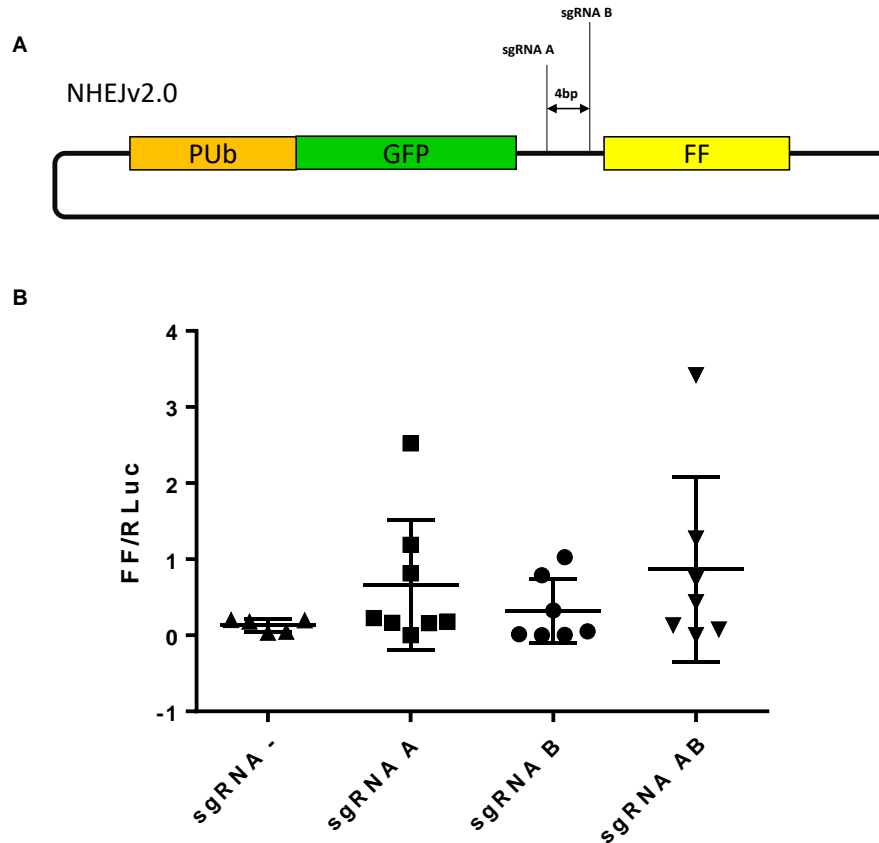 A
sgRNA B
sgRNA A
4bp
NHEJv2.0
PUb
GFP
FF
B
4
3
2
1
0
-1
FF/RLuc
sgRNA -
sgRNA A
sgRNA B
sgRNA AB